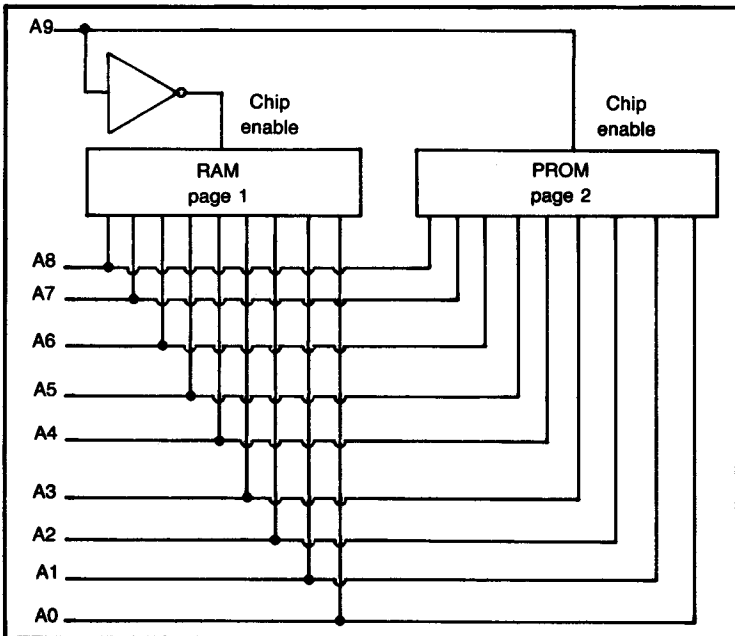 A9
Chip
enable
Chip
enable
RAM
page 1
PROM
page 2
A8
A7
A6
A5
A4
A3
A2
A1
A0